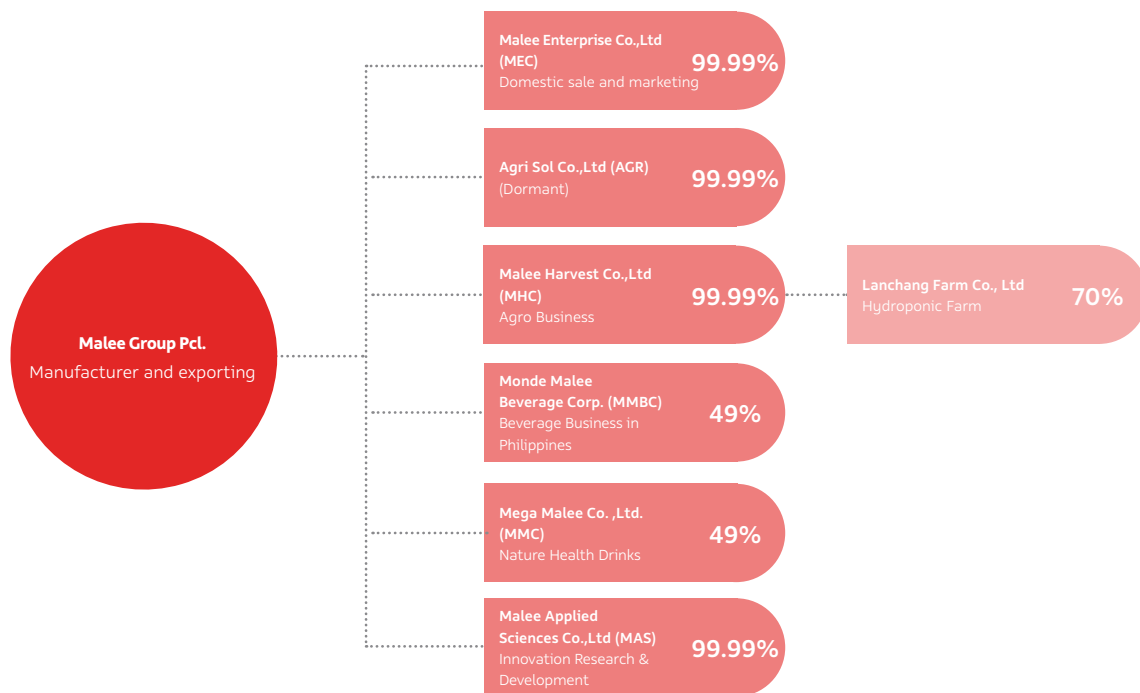 Malee Group Pcl.
Manufacturer and exporting
Malee Enterprise Co.,Ltd
(MEC)
Domestic sale and marketing
99.99%
Agri Sol Co.,Ltd (AGR)
(Dormant)
99.99%
Malee Harvest Co.,Ltd
(MHC)
Agro Business
99.99%
Lanchang Farm Co., Ltd
Hydroponic Farm
70%
Monde Malee
Beverage Corp. (MMBC)
Beverage Business in
Philippines
49%
Mega Malee Co. ,Ltd.
(MMC)
Nature Health Drinks
49%
Malee Applied
Sciences Co.,Ltd (MAS)
Innovation Research &
Development
99.99%